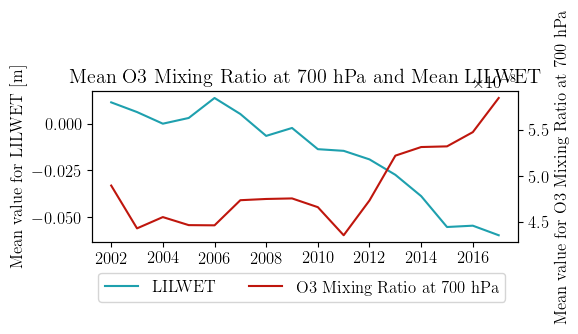 Mean O3 Mixing Ratio at 700 hPa and Mean LILWET
Mean value for LILWET [m]
0.000
−0.025
−0.050
5.5
5.0
4.5
Mean value for O3 Mixing Ratio at 700 hPa
2002 2004 2006 2008 2010 2012 2014 2016
LILWET O3 Mixing Ratio at 700 hPa